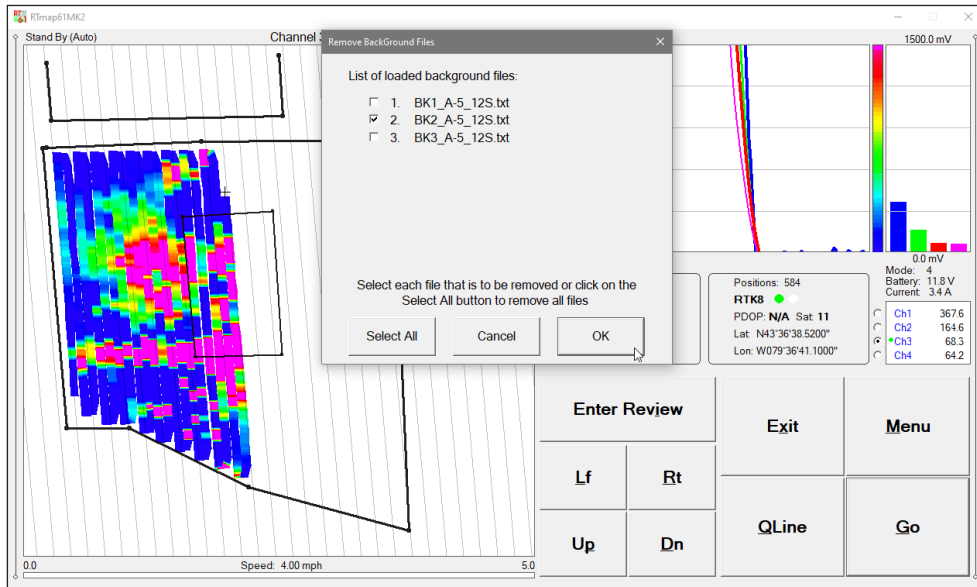 RTmap61MK2
Stand By (Auto)
Channel 3
1500.0 mV
Remove BackGround Files
List of loaded background files:
1. BK1_A-5_12S.txt
2. BK2_A-5_12S.txt
3. BK3_A-5_12S.txt
Select each file that is to be removed or click on the
Select All button to remove all files
Select All
Cancel
OK
0.0 mV
Mode: 4
Battery: 11.8 V
Current: 3.4 A
Positions: 584
RTK8
PDOP: N/A Sat: 11
Lat: N43°36'38.5200"
Lon: W079°36'41.1000"
Ch1 367.6
Ch2 164.6
Ch3 68.3
Ch4 64.2
Enter Review
Exit
Menu
Lf
Rt
QLine
Go
Up
Dn
0.0
Speed: 4.00 mph
5.0